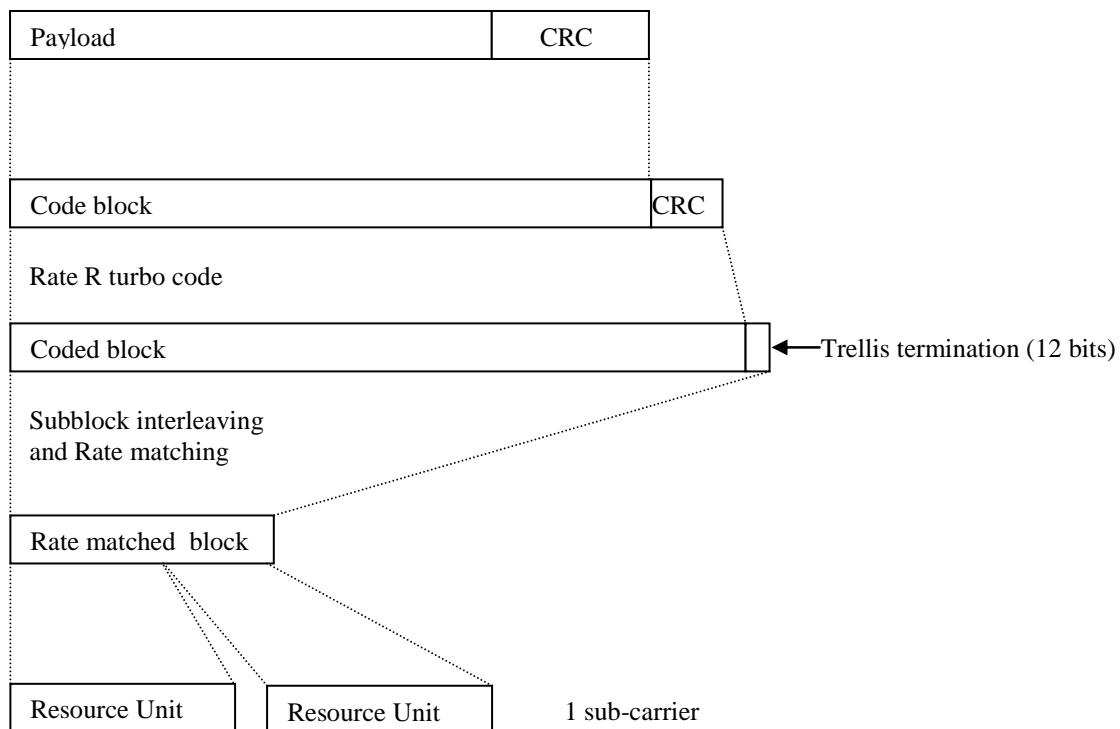 Payload CRC
Code block CRC
Rate R turbo code
Coded block Trellis termination (12 bits)
Subblock interleaving
and Rate matching
Rate matched block
Resource Unit Resource Unit 1 sub-carrier